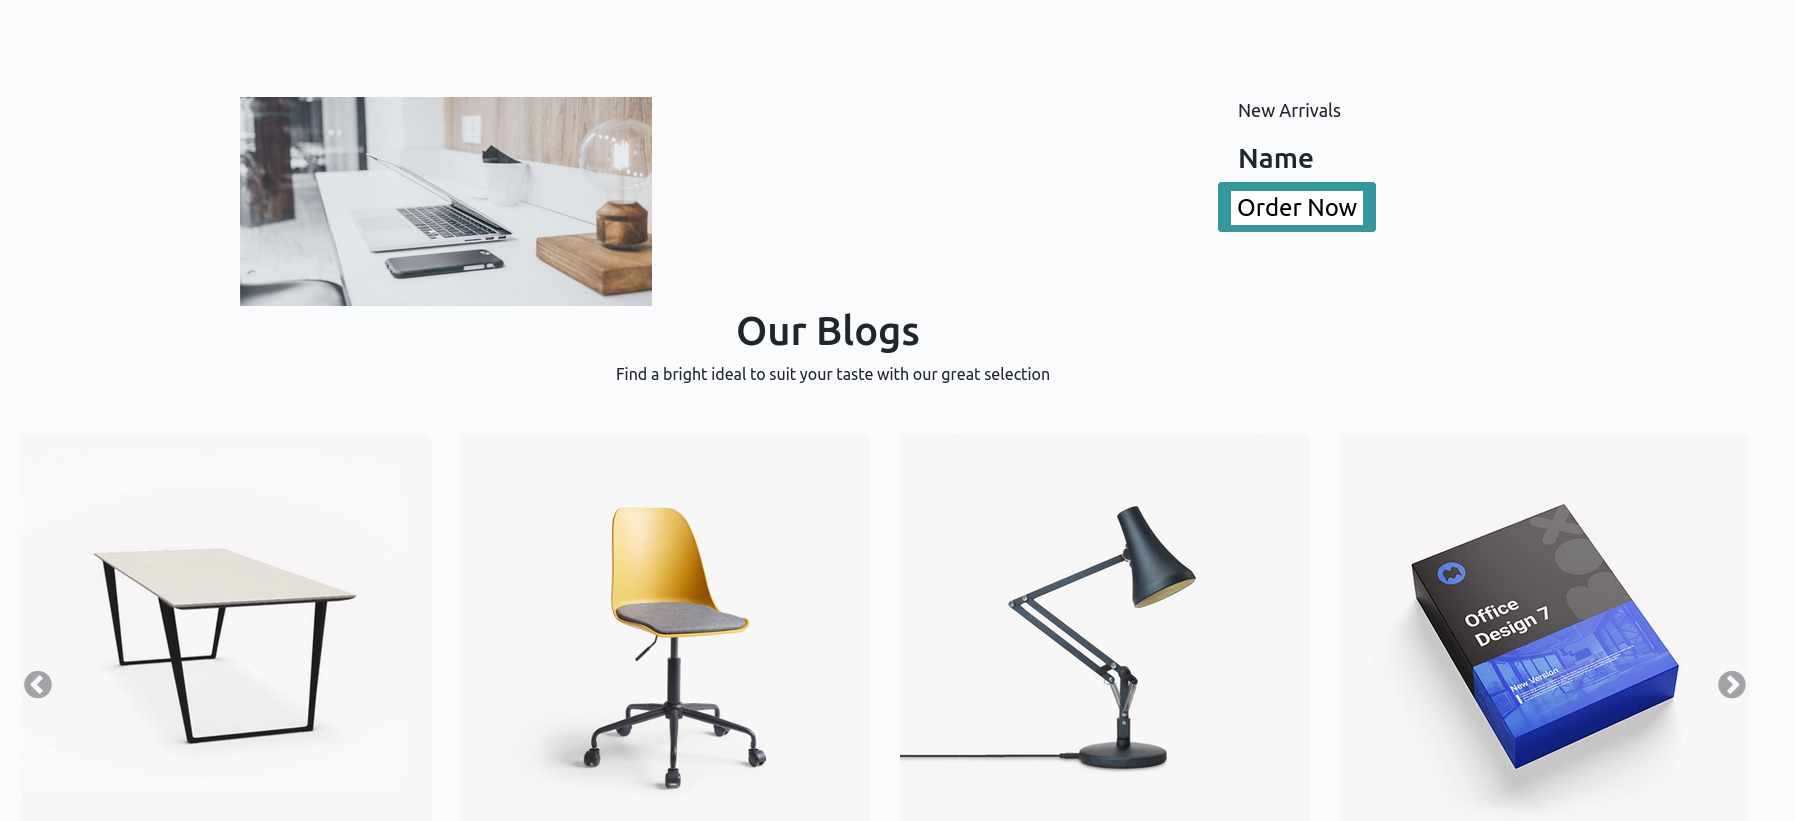 New Arrivals
Name
Order Now
Our Blogs
Find a bright ideal to suit your taste with our great selection
Office
Design 7
New Version